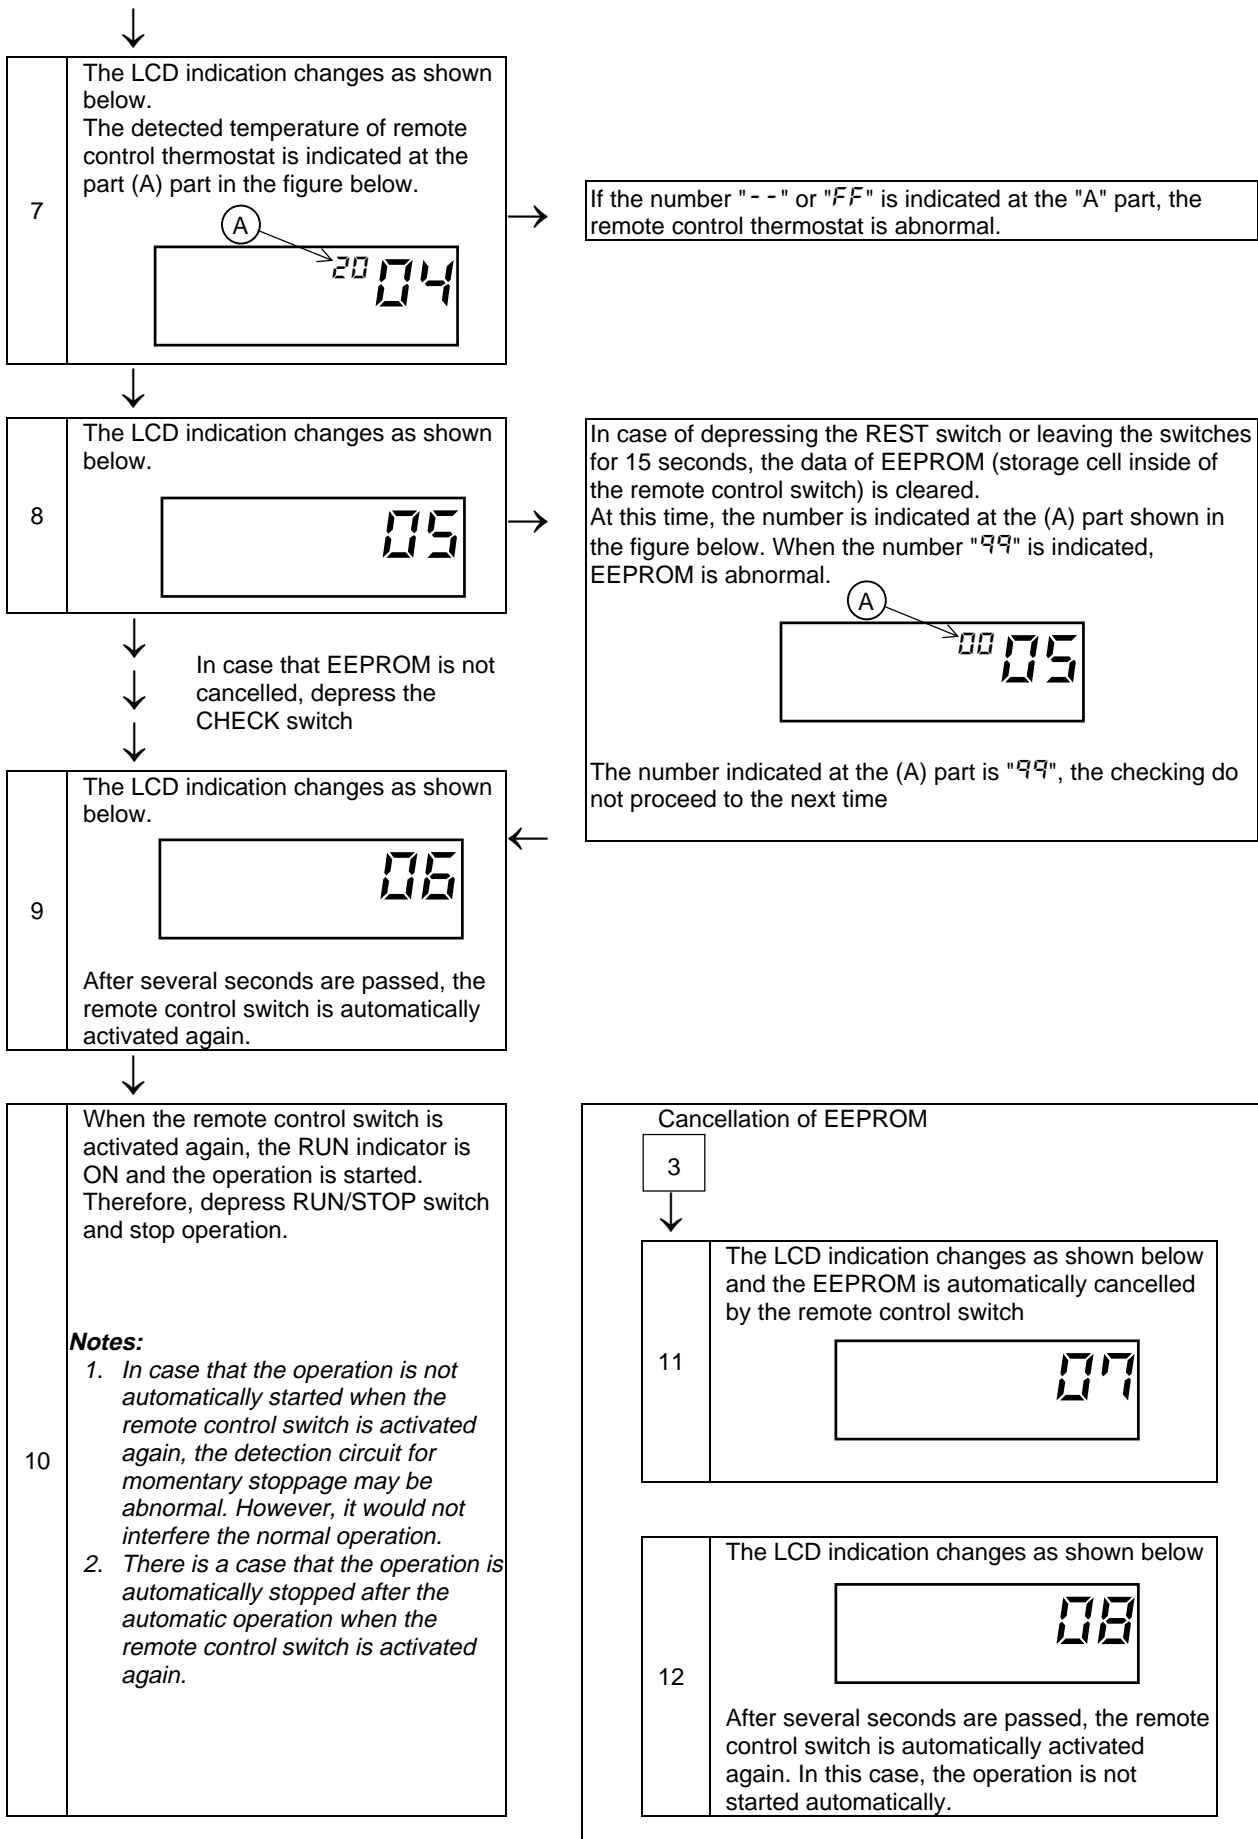 7
The LCD indication changes as shown
below.
The detected temperature of remote
control thermostat is indicated at the
part (A) part in the figure below.
A
20 04
If the number "- -" or "FF" is indicated at the "A" part, the
remote control thermostat is abnormal.
8
The LCD indication changes as shown
below.
05
In case of depressing the REST switch or leaving the switches
for 15 seconds, the data of EEPROM (storage cell inside of
the remote control switch) is cleared.
At this time, the number is indicated at the (A) part shown in
the figure below. When the number "99" is indicated,
EEPROM is abnormal.
A
00 05
The number indicated at the (A) part is "99", the checking do
not proceed to the next time
In case that EEPROM is not
cancelled, depress the
CHECK switch
9
The LCD indication changes as shown
below.
06
After several seconds are passed, the
remote control switch is automatically
activated again.
10
When the remote control switch is
activated again, the RUN indicator is
ON and the operation is started.
Therefore, depress RUN/STOP switch
and stop operation.
Notes:
1. In case that the operation is not
automatically started when the
remote control switch is activated
again, the detection circuit for
momentary stoppage may be
abnormal. However, it would not
interfere the normal operation.
2. There is a case that the operation is
automatically stopped after the
automatic operation when the
remote control switch is activated
again.
Cancellation of EEPROM
3
11
The LCD indication changes as shown below
and the EEPROM is automatically cancelled
by the remote control switch
07
12
The LCD indication changes as shown below
08
After several seconds are passed, the remote
control switch is automatically activated
again. In this case, the operation is not
started automatically.